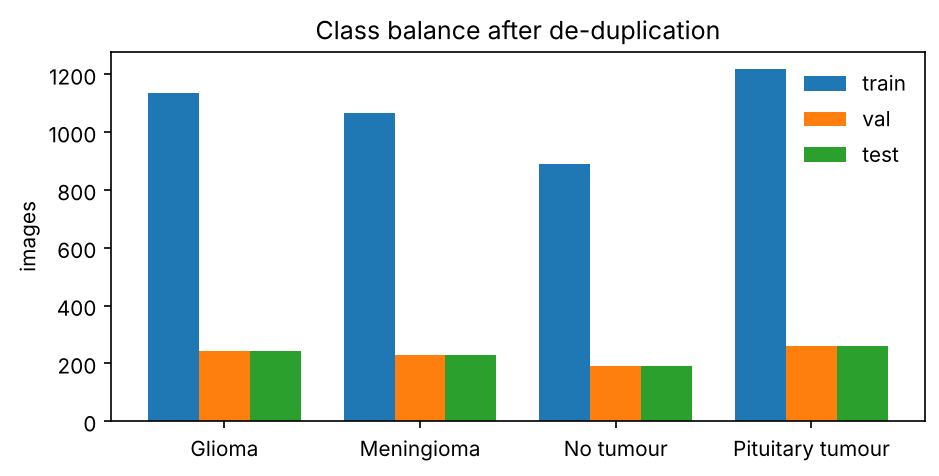 Class balance after de-duplication
images
1200
1000
800
600
400
200
0
train
val
test
Glioma
Meningioma
No tumour
Pituitary tumour